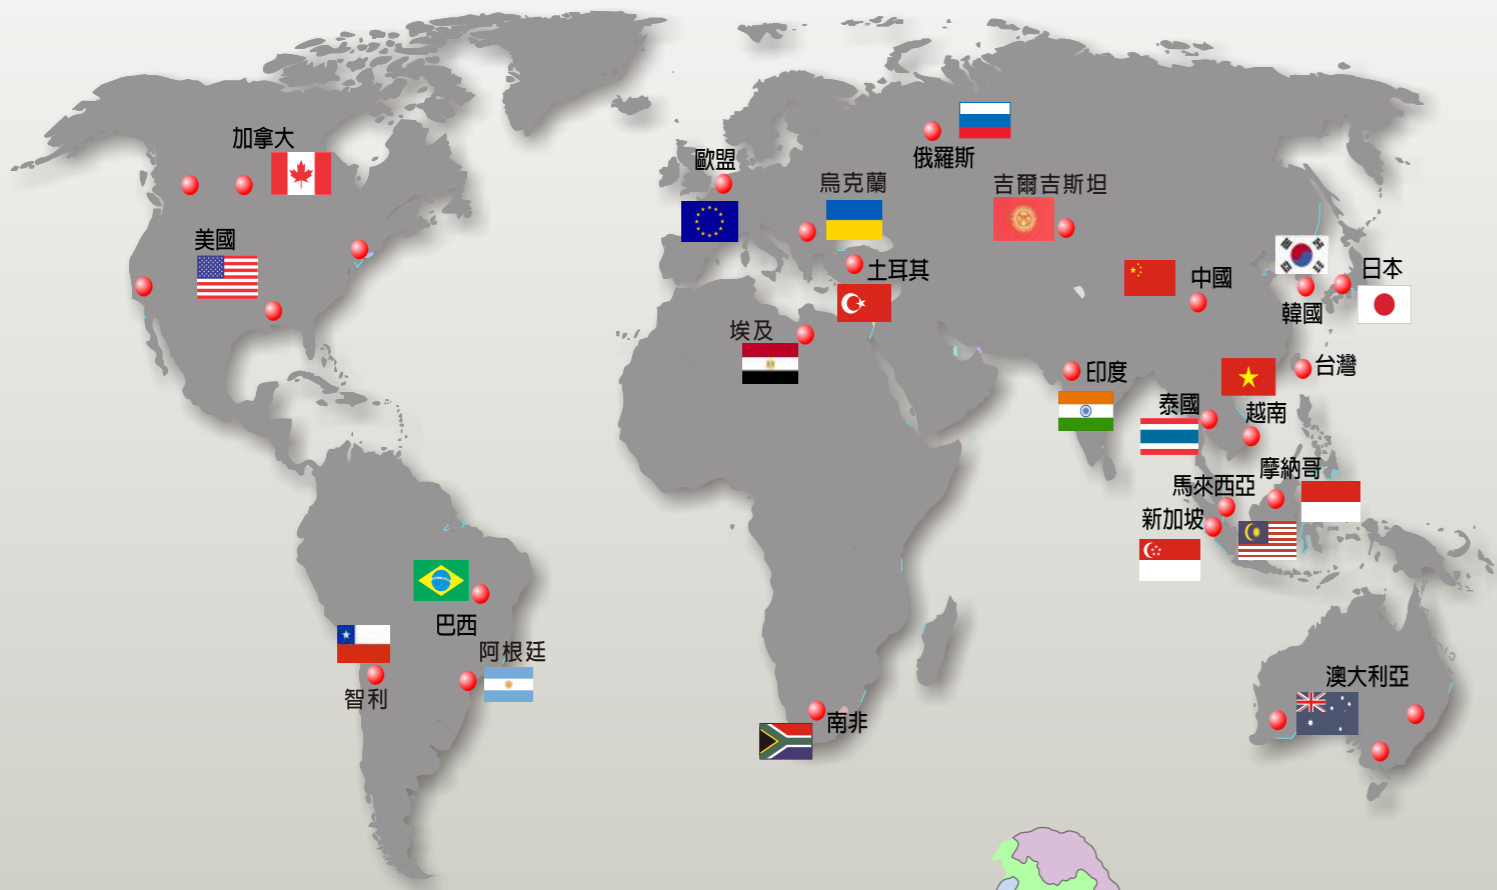 加拿大
美國
歐盟
烏克蘭
土耳其
埃及
俄羅斯
吉爾吉斯坦
中國
韓國
日本
台灣
印度
泰國
越南
摩納哥
馬來西亞
新加坡
巴西
智利
阿根廷
南非
澳大利亞